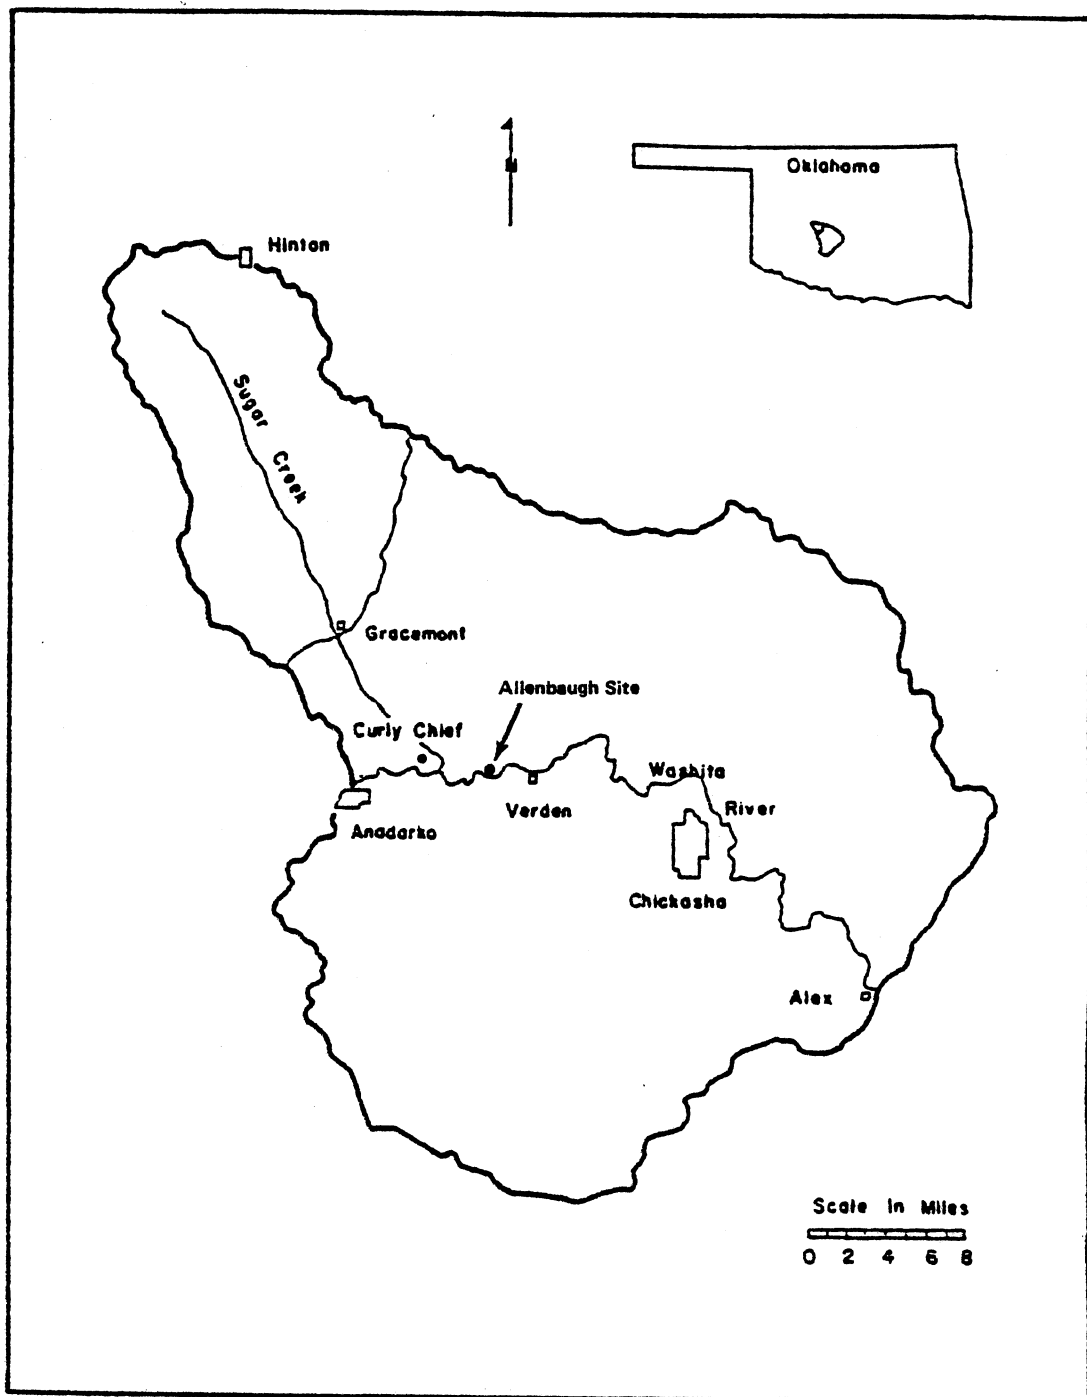 N
Oklahoma
Hinton
Sugar Creek
Gracemont
Allenbaugh Site
Curly Chief
Washita
River
Verden
Anadarko
Chickasha
Alex
Scale in Miles
0 2 4 6 8